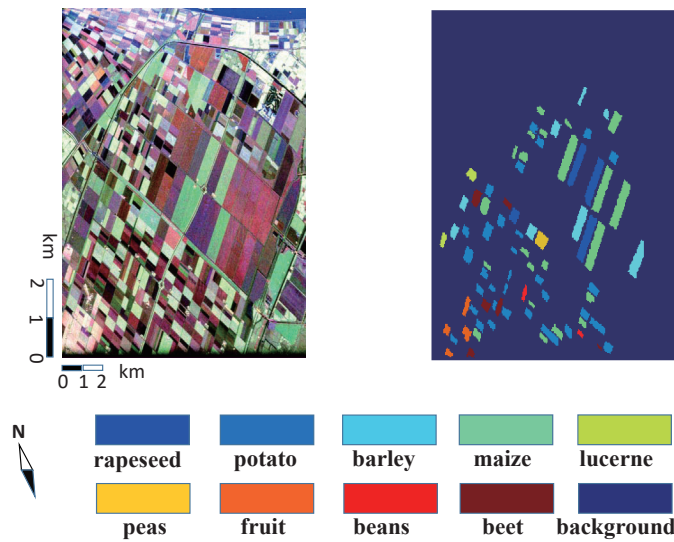 km
2
1
0
0 1 2
km
N
rapeseed potato barley maize lucerne
peas fruit beans beet background